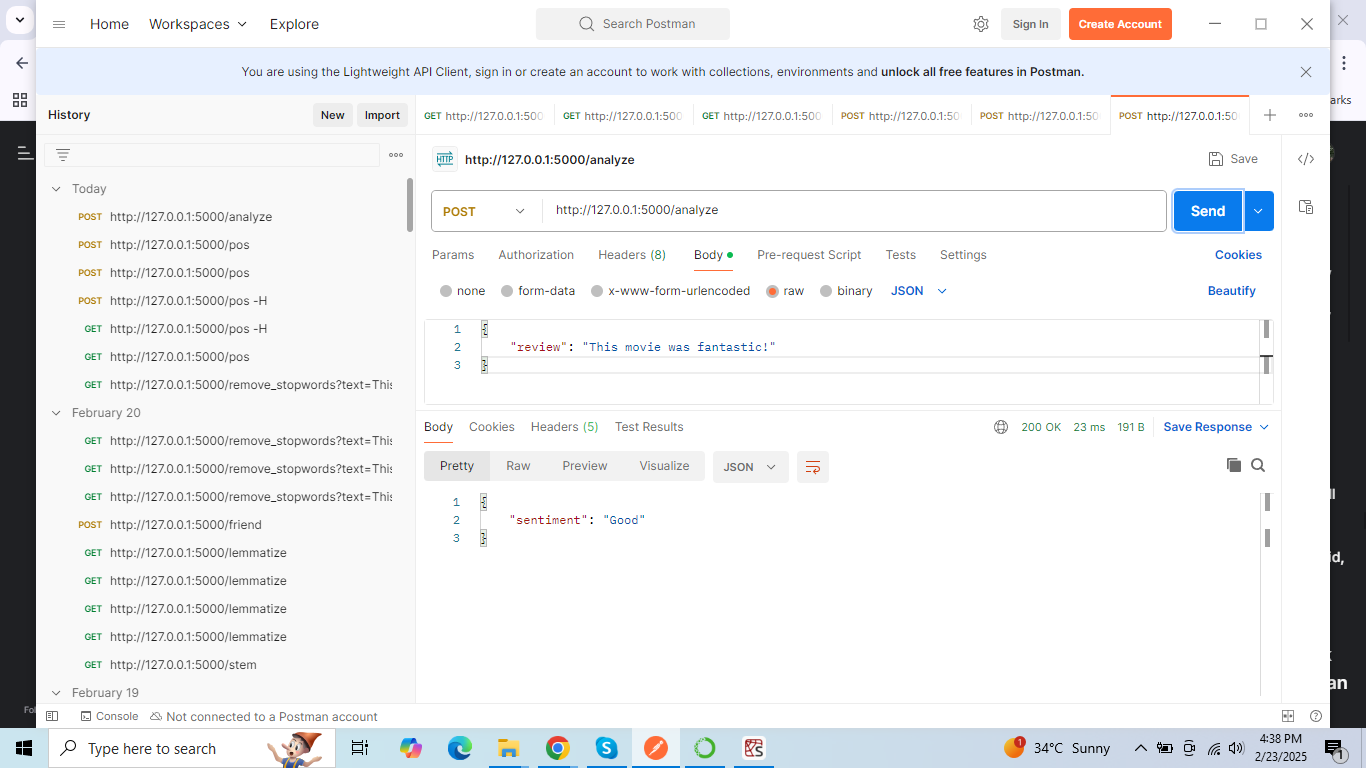 Home Workspaces Explore Search Postman Sign In Create Account
You are using the Lightweight API Client, sign in or create an account to work with collections, environments and unlock all free features in Postman.
arks
History New Import
GET http://127.0.0.1:500 GET http://127.0.0.1:500 GET http://127.0.0.1:500 POST http://127.0.0.1:50 POST http://127.0.0.1:50 POST http://127.0.0.1:50
HTTP http://127.0.0.1:5000/analyze Save
POST http://127.0.0.1:5000/analyze Send
Params Authorization Headers (8) Body Pre-request Script Tests Settings Cookies
none form-data x-www-form-urlencoded raw binary JSON Beautify
1 {
2 "review": "This movie was fantastic!"
3 }
Body Cookies Headers (5) Test Results 200 OK 23 ms 191 B Save Response
Pretty Raw Preview Visualize JSON
1 {
2 "sentiment": "Good"
3 }
Today
POST http://127.0.0.1:5000/analyze
POST http://127.0.0.1:5000/pos
POST http://127.0.0.1:5000/pos
POST http://127.0.0.1:5000/pos -H
GET http://127.0.0.1:5000/pos -H
GET http://127.0.0.1:5000/pos
GET http://127.0.0.1:5000/remove_stopwords?text=This
February 20
GET http://127.0.0.1:5000/remove_stopwords?text=This
GET http://127.0.0.1:5000/remove_stopwords?text=This
GET http://127.0.0.1:5000/remove_stopwords?text=This
POST http://127.0.0.1:5000/friend
GET http://127.0.0.1:5000/lemmatize
GET http://127.0.0.1:5000/lemmatize
GET http://127.0.0.1:5000/lemmatize
GET http://127.0.0.1:5000/lemmatize
GET http://127.0.0.1:5000/stem
February 19
id,
an
Fol
Console Not connected to a Postman account
Type here to search
1 34°C Sunny
4:38 PM
2/23/2025
1